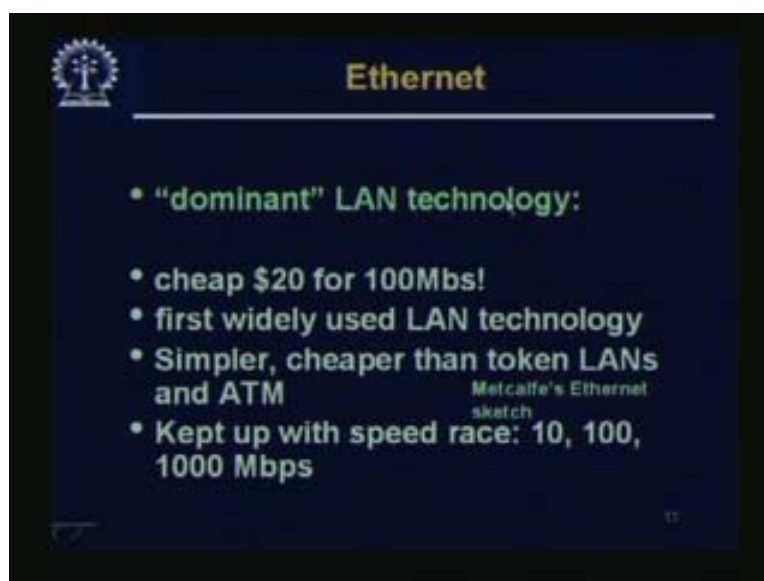 Ethernet
• "dominant" LAN technology:
• cheap $20 for 100Mbs!
• first widely used LAN technology
• Simpler, cheaper than token LANs
and ATM
Metcalfe's Ethernet
sketch
• Kept up with speed race: 10, 100,
1000 Mbps
11